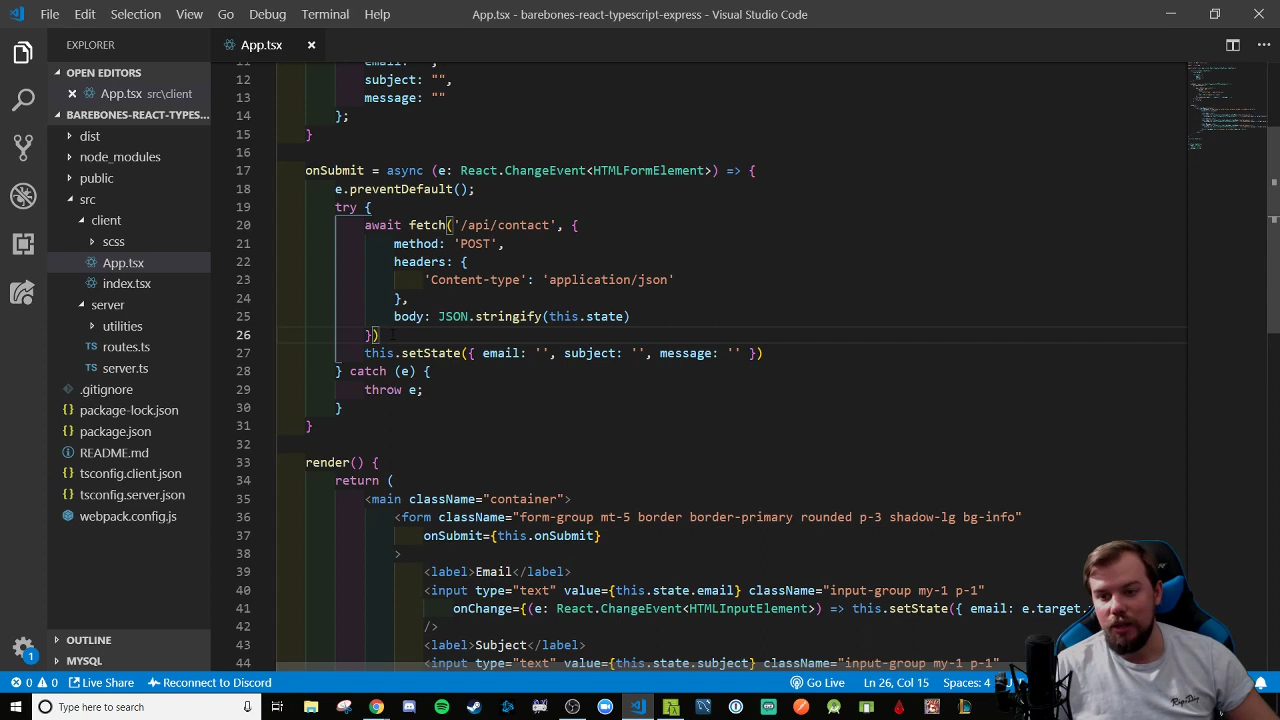 File Edit Selection View Go Debug Terminal Help
App.tsx - barebones-react-typescript-express - Visual Studio Code
EXPLORER
App.tsx
OPEN EDITORS
App.tsx src\client
BAREBONES-REACT-TYPES...
dist
node_modules
public
src
client
scss
App.tsx
index.tsx
server
utilities
routes.ts
server.ts
.gitignore
package-lock.json
package.json
README.md
tsconfig.client.json
tsconfig.server.json
webpack.config.js
OUTLINE
MYSQL
12 subject: "",
13 message: ""
14 };
15 }
16
17 onSubmit = async (e: React.ChangeEvent<HTMLFormElement>) => {
18 e.preventDefault();
19 try {
20 await fetch('/api/contact', {
21 method: 'POST',
22 headers: {
23 'Content-type': 'application/json'
24 },
25 body: JSON.stringify(this.state)
26 })
27 this.setState({ email: '', subject: '', message: '' })
28 } catch (e) {
29 throw e;
30 }
31 }
32
33 render() {
34 return (
35 <main className="container">
36 <form className="form-group mt-5 border border-primary rounded p-3 shadow-lg bg-info"
37 onSubmit={this.onSubmit}
38 >
39 <label>Email</label>
40 <input type="text" value={this.state.email} className="input-group my-1 p-1"
41 onChange={(e: React.ChangeEvent<HTMLInputElement>) => this.setState({ email: e.target.
42 />
43 <label>Subject</label>
44 <input type="text" value={this.state.subject} className="input-group my-1 p-1"
1
0 0 Live Share Reconnect to Discord Go Live Ln 26, Col 15 Spaces: 4
Type here to search